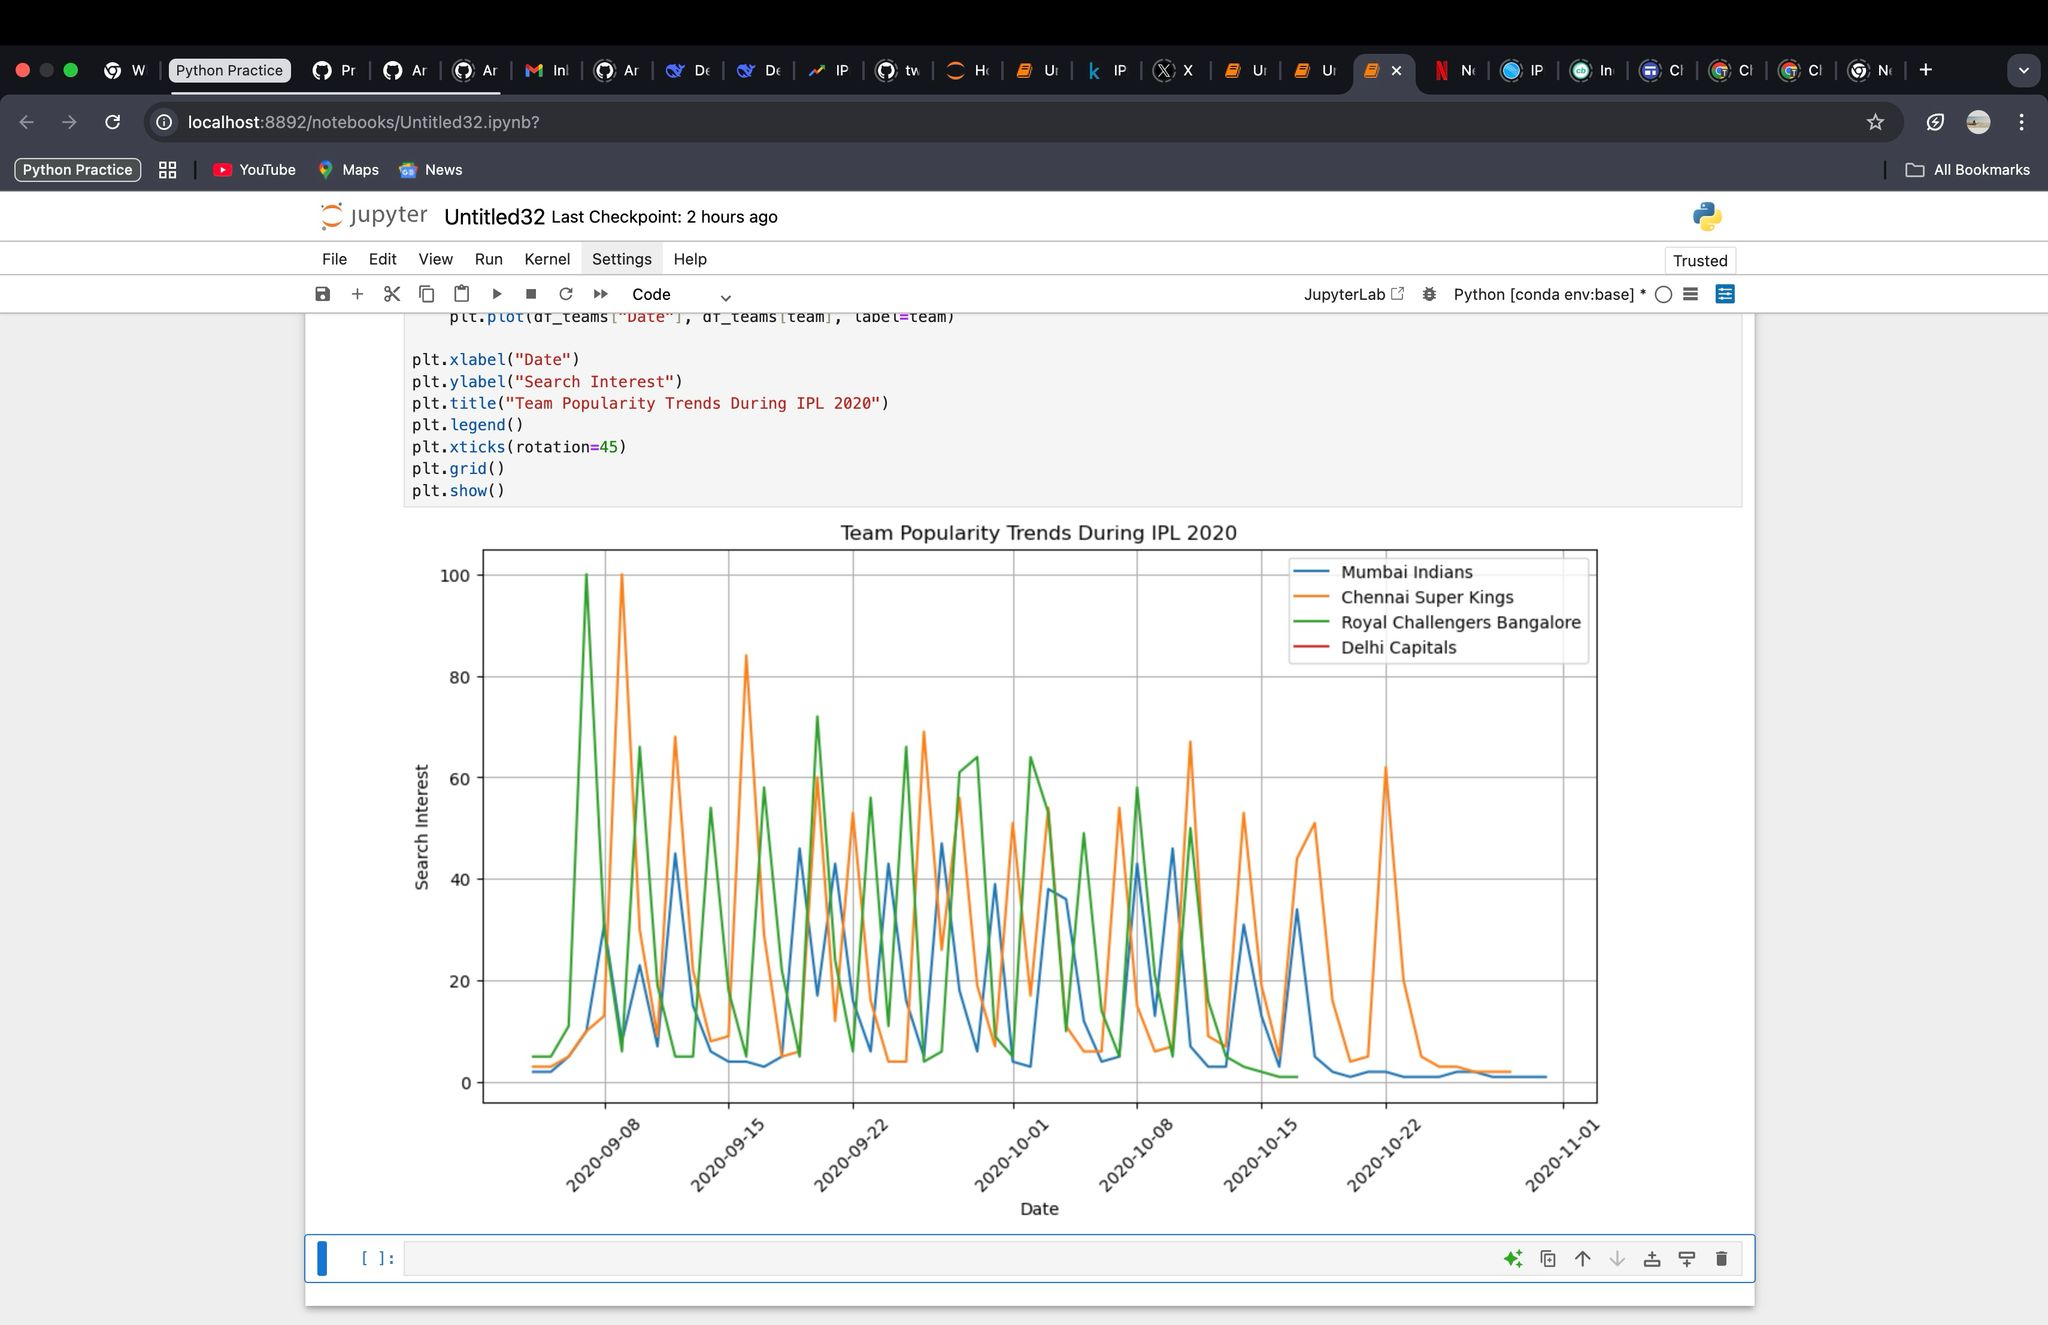 W
Python Practice
Pr
Ar
Ar
Inl
Ar
De
De
IP
tw
Ho
Ur
IP
X
Ur
Ur
Ne
IP
In
Cl
Cl
Cl
Ne
localhost:8892/notebooks/Untitled32.ipynb?
Python Practice
YouTube
Maps
News
All Bookmarks
jupyter Untitled32 Last Checkpoint: 2 hours ago
File Edit View Run Kernel Settings Help
Trusted
Code
JupyterLab
Python [conda env:base] *
plt.plot(df_teams["Date"], df_teams[team], label=team)
plt.xlabel("Date")
plt.ylabel("Search Interest")
plt.title("Team Popularity Trends During IPL 2020")
plt.legend()
plt.xticks(rotation=45)
plt.grid()
plt.show()
Team Popularity Trends During IPL 2020
Mumbai Indians
Chennai Super Kings
Royal Challengers Bangalore
Delhi Capitals
100
80
60
40
20
0
Search Interest
2020-09-08
2020-09-15
2020-09-22
2020-10-01
2020-10-08
2020-10-15
2020-10-22
2020-11-01
Date
[ ]: